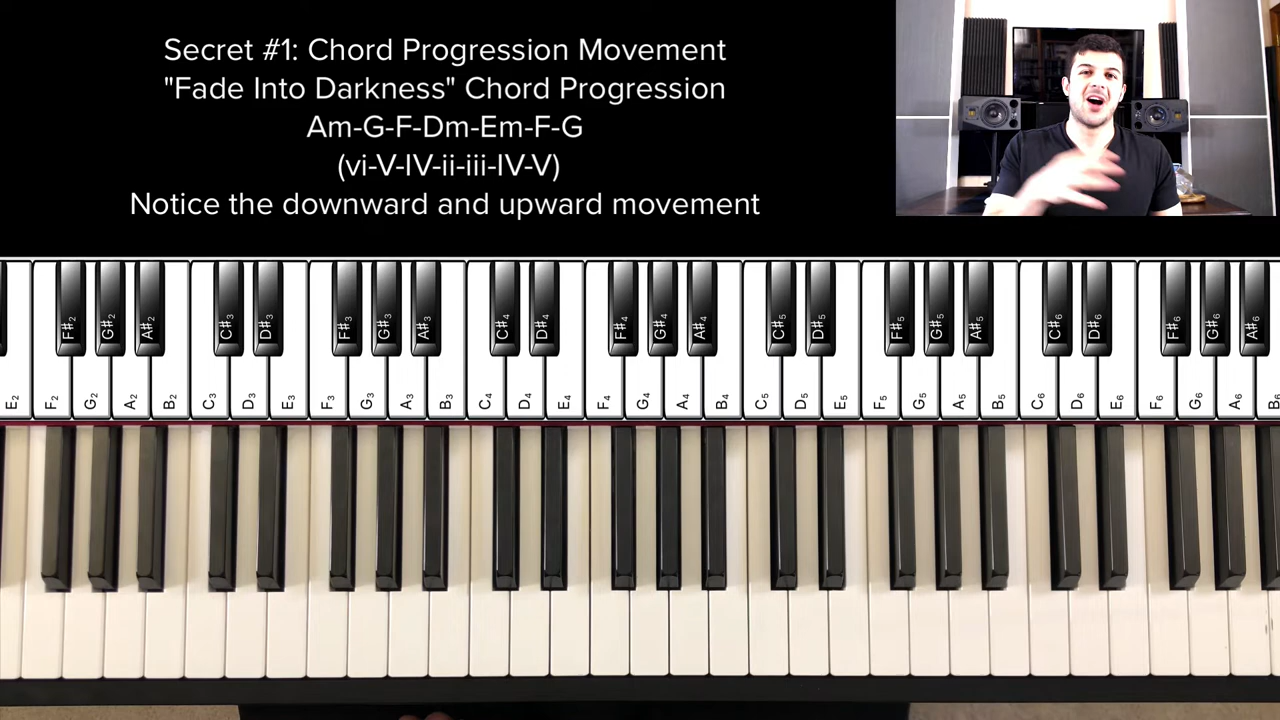 Secret #1: Chord Progression Movement
"Fade Into Darkness" Chord Progression
Am-G-F-Dm-Em-F-G
(vi-V-IV-ii-iii-IV-V)
Notice the downward and upward movement
F#2 G#2 A#2 C#3 D#3 F#3 G#3 A#3 C#4 D#4 F#4 G#4 A#4 C#5 D#5 F#5 G#5 A#5 C#6 D#6 F#6 G#6 A#6
E2 F2 G2 A2 B2 C3 D3 E3 F3 G3 A3 B3 C4 D4 E4 F4 G4 A4 B4 C5 D5 E5 F5 G5 A5 B5 C6 D6 E6 F6 G6 A6 B6